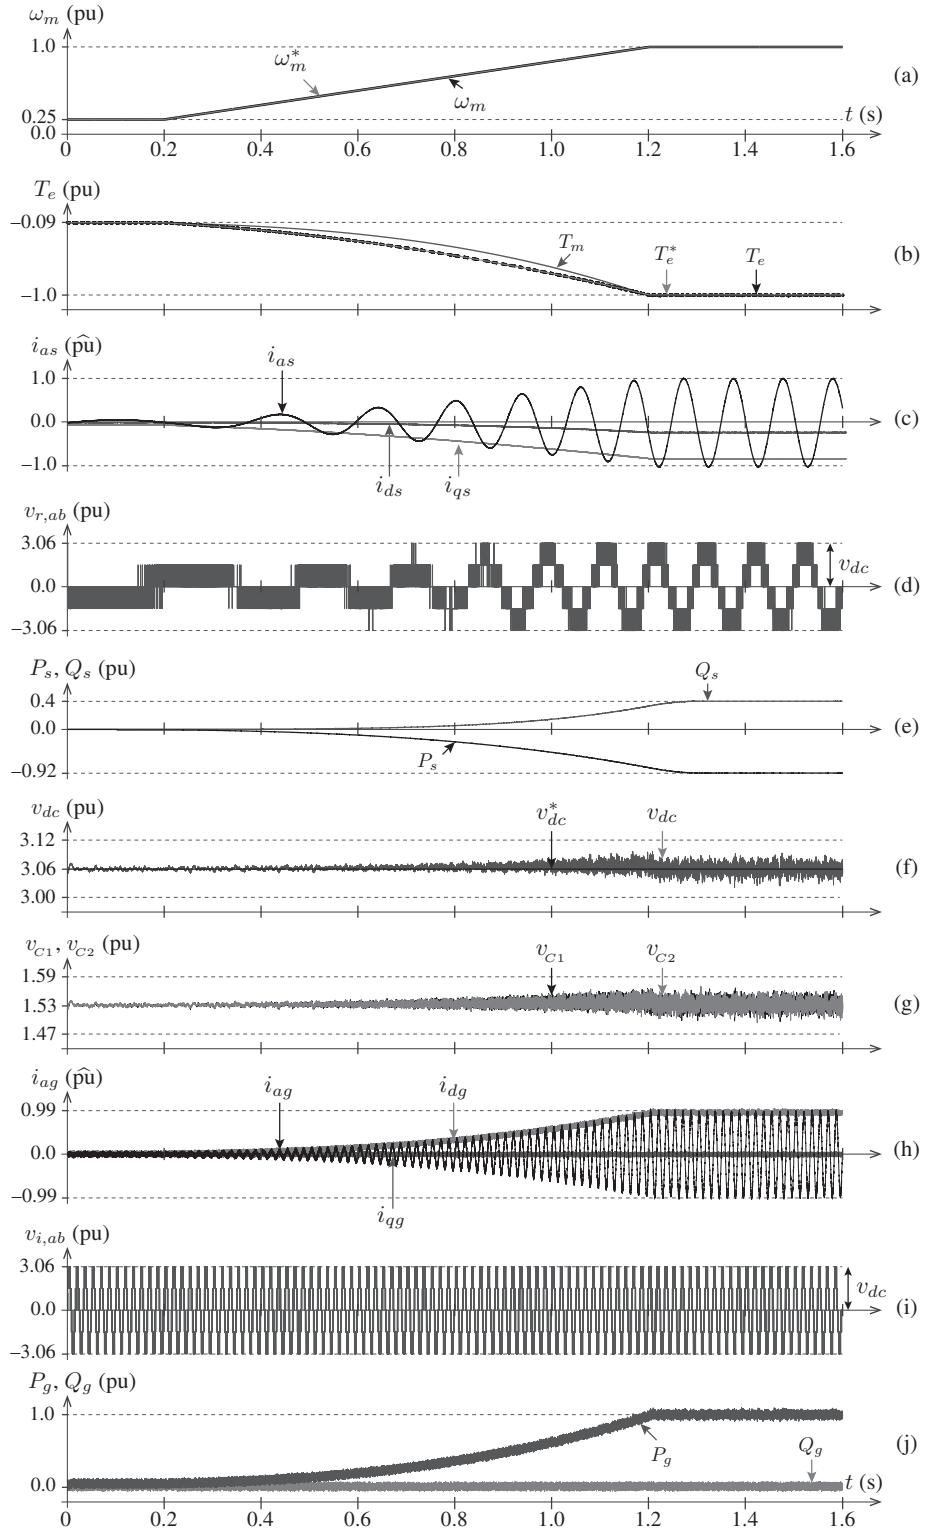 ω_m (pu)
1.0
ω*_m
ω_m
(a)
0.25
0.0
t (s)
0 0.2 0.4 0.6 0.8 1.0 1.2 1.4 1.6
T_e (pu)
−0.09
T_m
T*_e
T_e
(b)
−1.0
i_as (p̂u)
i_as
1.0
0.0
(c)
−1.0
i_ds
i_qs
v_r,ab (pu)
3.06
v_dc
0.0
(d)
−3.06
P_s, Q_s (pu)
Q_s
0.4
0.0
(e)
P_s
−0.92
v_dc (pu)
v*_dc
v_dc
3.12
3.06
(f)
3.00
v_C1, v_C2 (pu)
v_C1
v_C2
1.59
1.53
(g)
1.47
i_ag (p̂u)
i_ag
i_dg
0.99
0.0
(h)
−0.99
i_qg
v_i,ab (pu)
3.06
v_dc
0.0
(i)
−3.06
P_g, Q_g (pu)
1.0
P_g
Q_g
(j)
0.0
t (s)
0 0.2 0.4 0.6 0.8 1.0 1.2 1.4 1.6